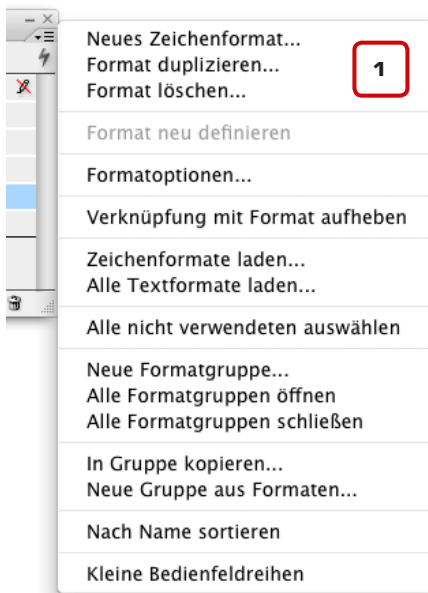 Neues Zeichenformat...
Format duplizieren...
1
Format löschen...
Format neu definieren
Formatoptionen...
Verknüpfung mit Format aufheben
Zeichenformate laden...
Alle Textformate laden...
Alle nicht verwendeten auswählen
Neue Formatgruppe...
Alle Formatgruppen öffnen
Alle Formatgruppen schließen
In Gruppe kopieren...
Neue Gruppe aus Formaten...
Nach Name sortieren
Kleine Bedienfeldreihen